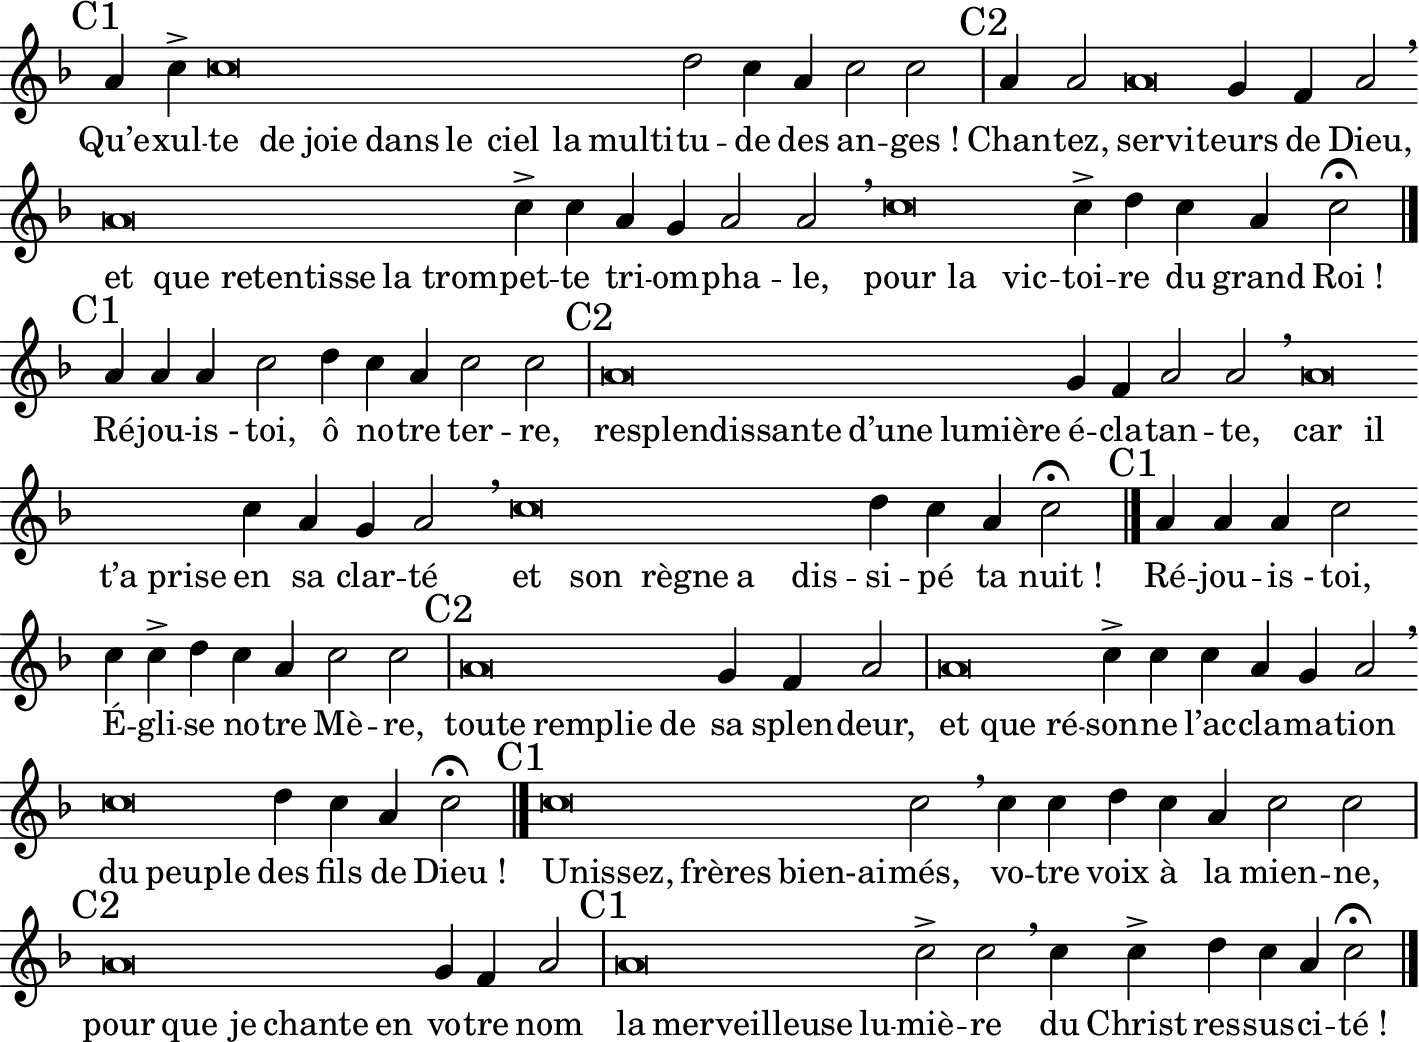 C1 C2
Qu’exul-te de joie dans le ciel la multitu-de des an-ges ! Chantez, serviteurs de Dieu,
et que retentisse la trompet-te tri-ompha-le, pour la vic-toi-re du grand Roi !
C1 C2
Réjou-is-toi, ô notre ter-re, resplendissante d’une lumière é-clatan-te, car il
t’a prise en sa clar-té et son règne a dis-si-pé ta nuit ! Ré-jou-is-toi,
C1
C2
É-gli-se notre Mè-re, toute remplie de sa splendeur, et que ré-sonne l’acclamation
C1
du peuple des fils de Dieu ! Unissez, frères bien-aimés, vo-tre voix à la mien-ne,
C2 C1
pour que je chante en votre nom la merveilleuse lu-miè-re du Christ ressusci-té !